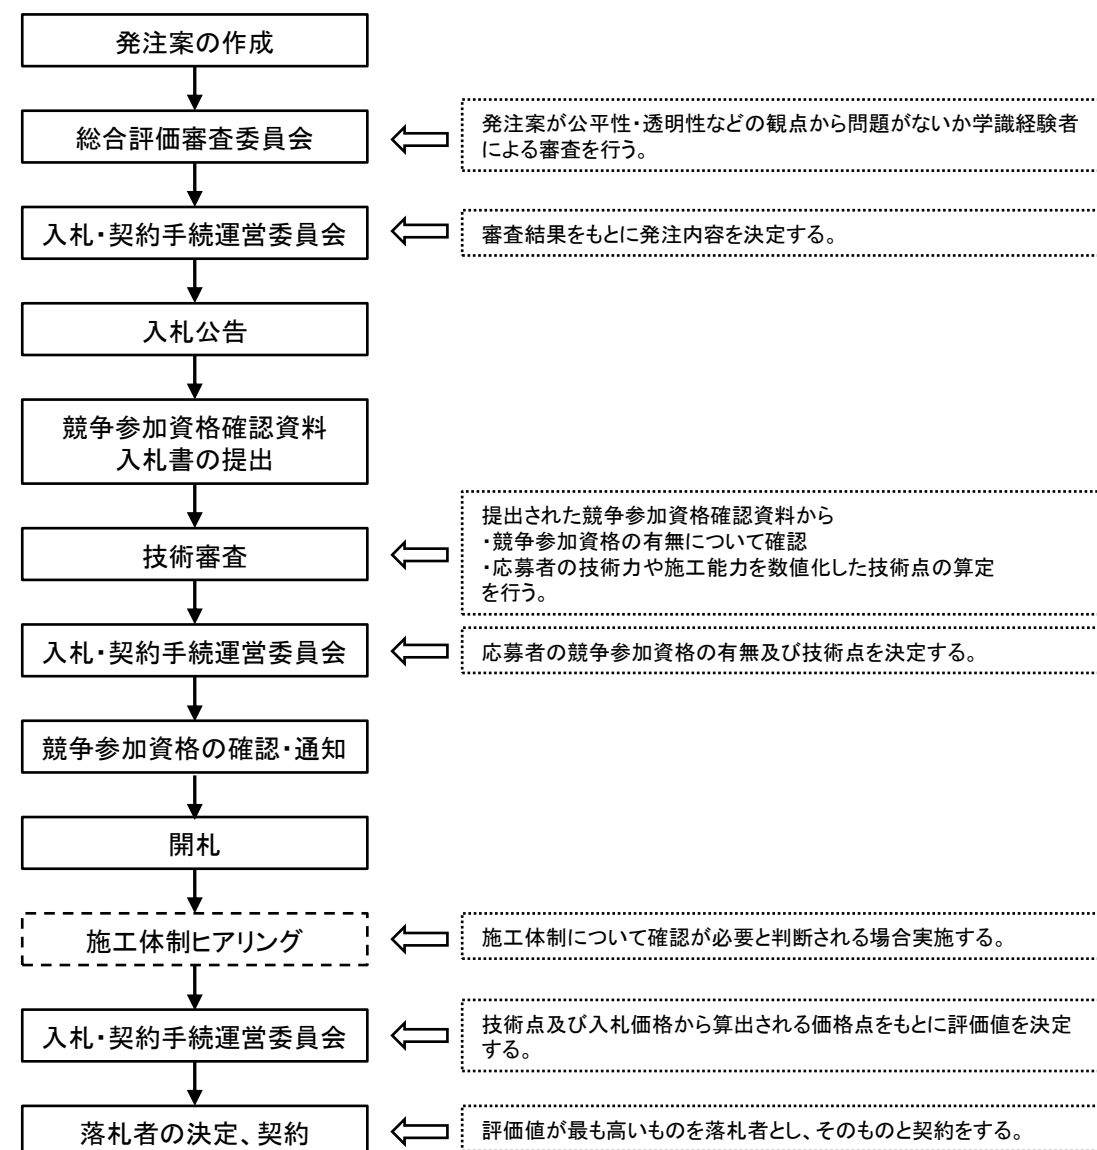 発注案の作成
総合評価審査委員会
発注案が公平性・透明性などの観点から問題がないか学識経験者
による審査を行う。
入札・契約手続運営委員会
審査結果をもとに発注内容を決定する。
入札公告
競争参加資格確認資料
入札書の提出
技術審査
提出された競争参加資格確認資料から
・競争参加資格の有無について確認
・応募者の技術力や施工能力を数値化した技術点の算定
を行う。
入札・契約手続運営委員会
応募者の競争参加資格の有無及び技術点を決定する。
競争参加資格の確認・通知
開札
施工体制ヒアリング
施工体制について確認が必要と判断される場合実施する。
入札・契約手続運営委員会
技術点及び入札価格から算出される価格点をもとに評価値を決定
する。
落札者の決定、契約
評価値が最も高いものを落札者とし、そのものと契約をする。